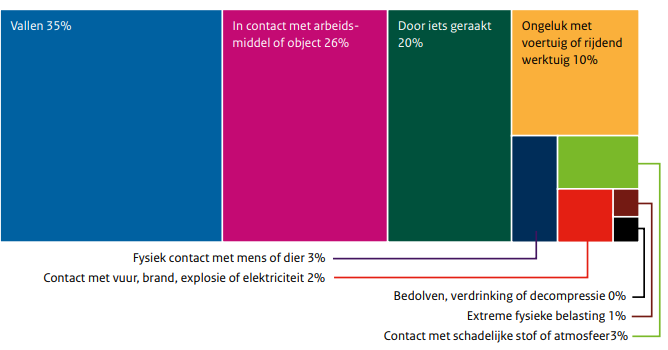 Vallen 35%
In contact met arbeids-
middel of object 26%
Door iets geraakt
20%
Ongeluk met
voertuig of rijdend
werktuig 10%
Fysiek contact met mens of dier 3%
Contact met vuur, brand, explosie of elektriciteit 2%
Bedolven, verdrinking of decompressie 0%
Extreme fysieke belasting 1%
Contact met schadelijke stof of atmosfeer3%